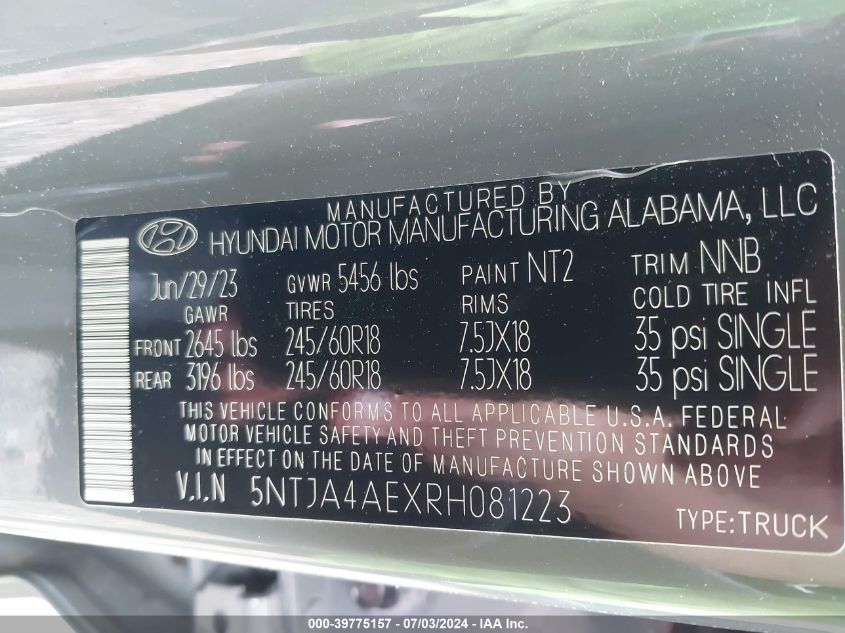 MANUFACTURED BY
HYUNDAI MOTOR MANUFACTURING ALABAMA, LLC
Jun/29/23 GVWR 5456 lbs PAINT NT2 TRIM NNB
GAWR TIRES RIMS COLD TIRE INFL
FRONT 2645 lbs 245/60R18 7.5JX18 35 psi SINGLE
REAR 3196 lbs 245/60R18 7.5JX18 35 psi SINGLE
THIS VEHICLE CONFORMS TO ALL APPLICABLE U.S.A. FEDERAL
MOTOR VEHICLE SAFETY AND THEFT PREVENTION STANDARDS
IN EFFECT ON THE DATE OF MANUFACTURE SHOWN ABOVE
V.I.N 5NTJA4AEXRH081223 TYPE:TRUCK
000-39775157 - 07/03/2024 - IAA Inc.